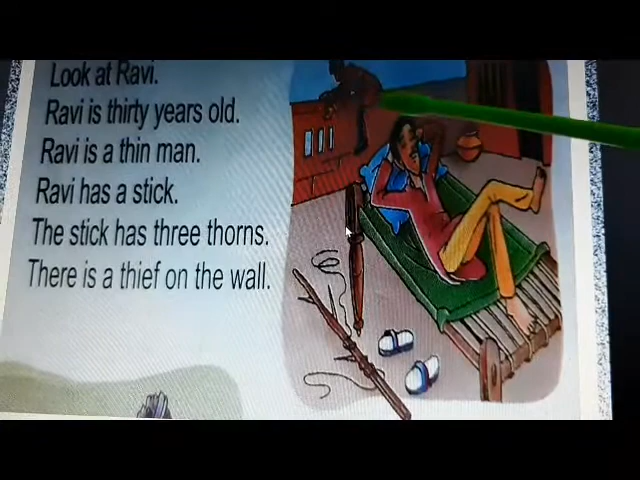 Look at Ravi.
Ravi is thirty years old.
Ravi is a thin man.
Ravi has a stick.
The stick has three thorns.
There is a thief on the wall.